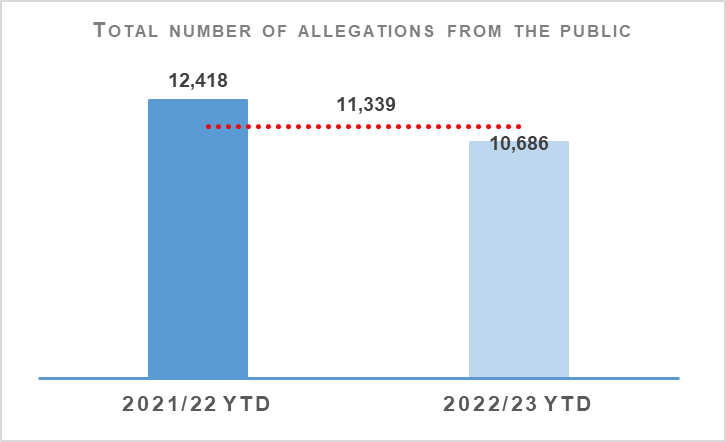 TOTAL NUMBER OF ALLEGATIONS FROM THE PUBLIC
12,418
11,339
10,686
2021/22 YTD
2022/23 YTD